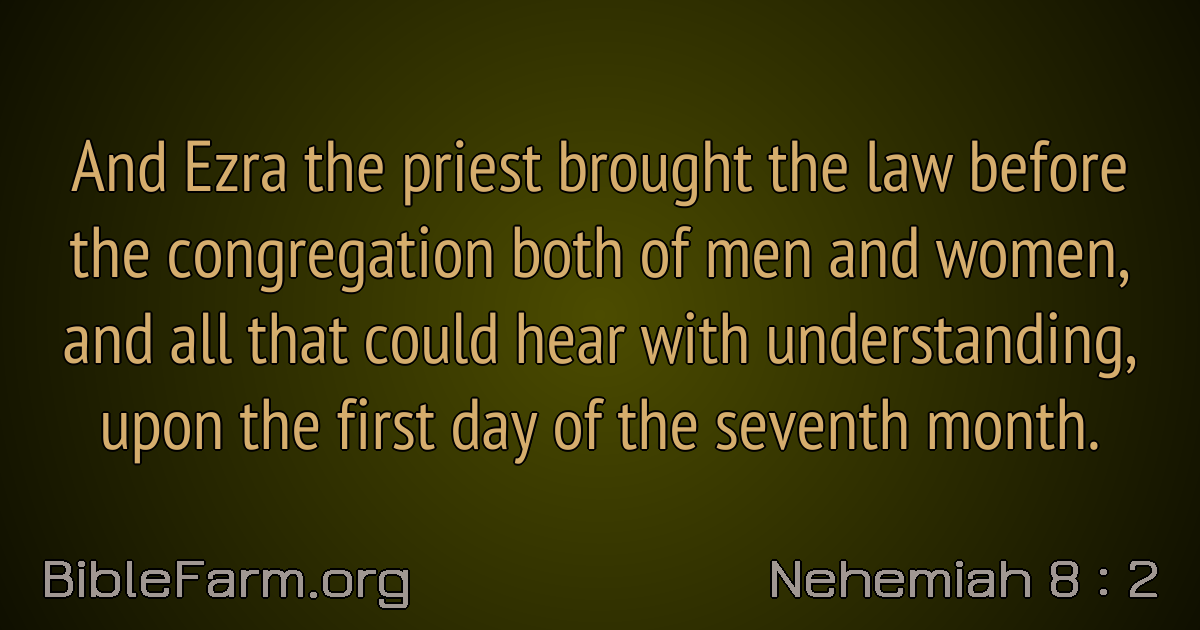 And Ezra the priest brought the law before
the congregation both of men and women,
and all that could hear with understanding,
upon the first day of the seventh month.
BibleFarm.org
Nehemiah 8 : 2